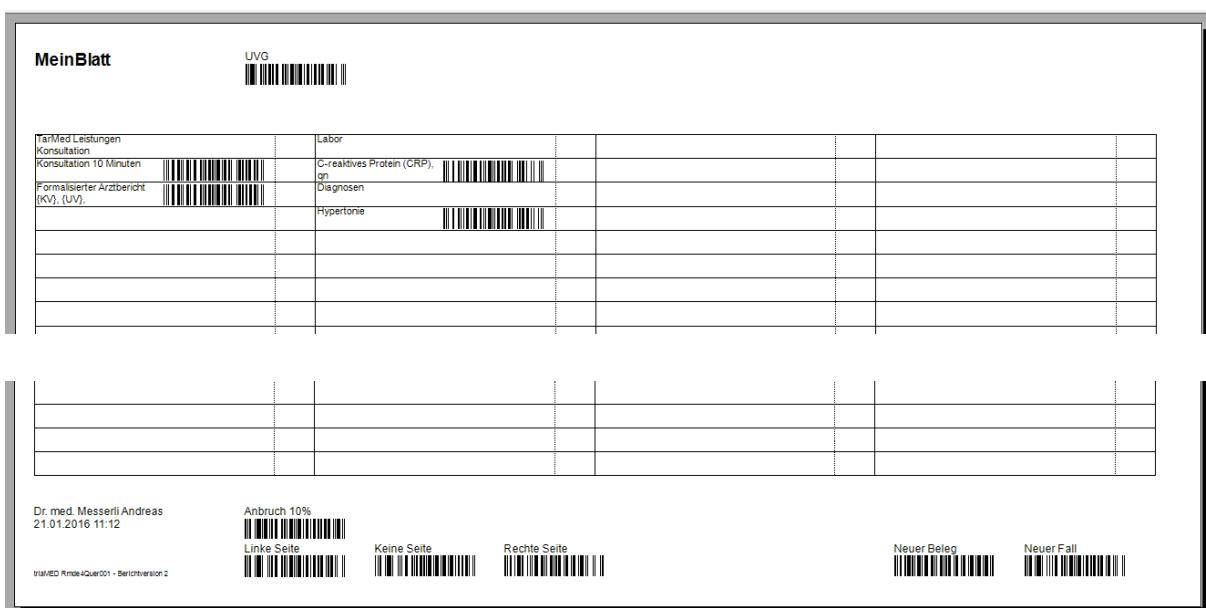 MeinBlatt
UVG
TarMed Leistungen
Konsultation
Konsultation 10 Minuten
Formalisierter Arztbericht
{KV}, {UV},
Labor
C-reaktives Protein (CRP),
qn
Diagnosen
Hypertonie
Dr. med. Messerli Andreas
21.01.2016 11:12
Anbruch 10%
Linke Seite
Keine Seite
Rechte Seite
Neuer Beleg
Neuer Fall
triaMED Rmde4Quer001 - Berichtversion 2